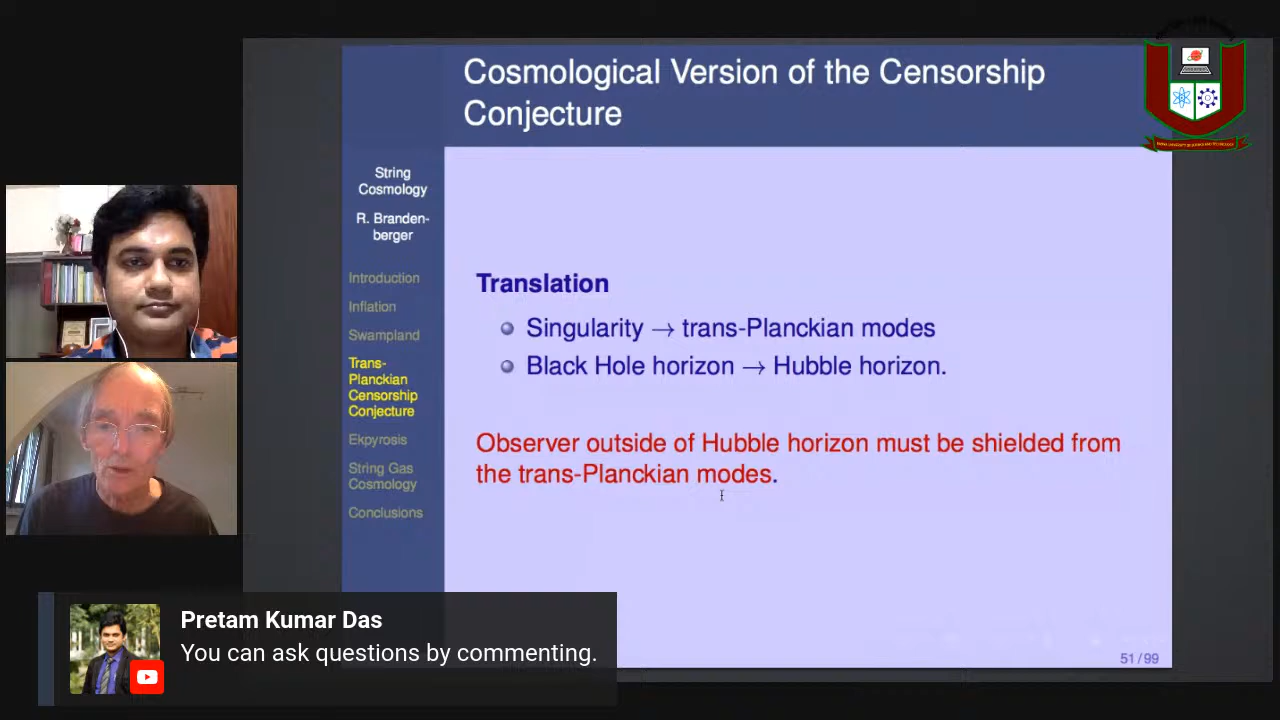 Cosmological Version of the Censorship
Conjecture
String
Cosmology
R. Branden-
berger
Introduction
Inflation
Swampland
Trans-
Planckian
Censorship
Conjecture
Ekpyrosis
String Gas
Cosmology
Conclusions
Translation
Singularity → trans-Planckian modes
Black Hole horizon → Hubble horizon.
Observer outside of Hubble horizon must be shielded from
the trans-Planckian modes.
51/99
Pretam Kumar Das
You can ask questions by commenting.